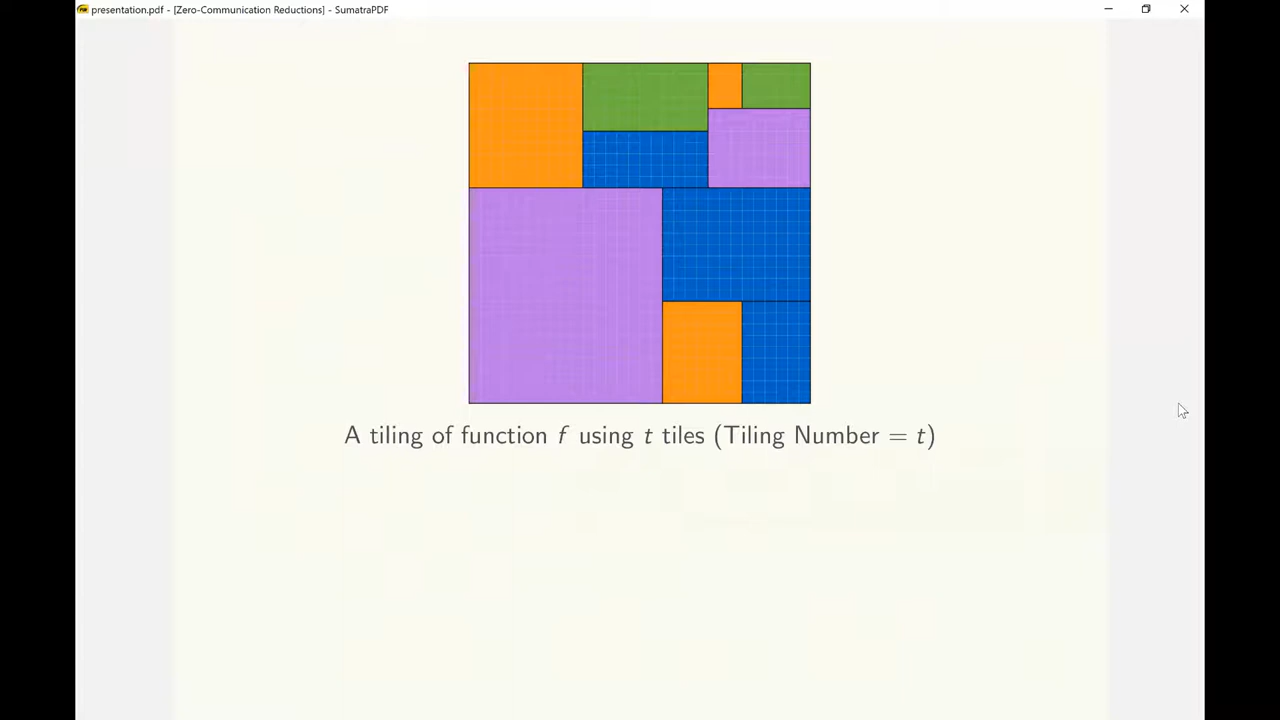 presentation.pdf - [Zero-Communication Reductions] - SumatraPDF
A tiling of function f using t tiles (Tiling Number = t)